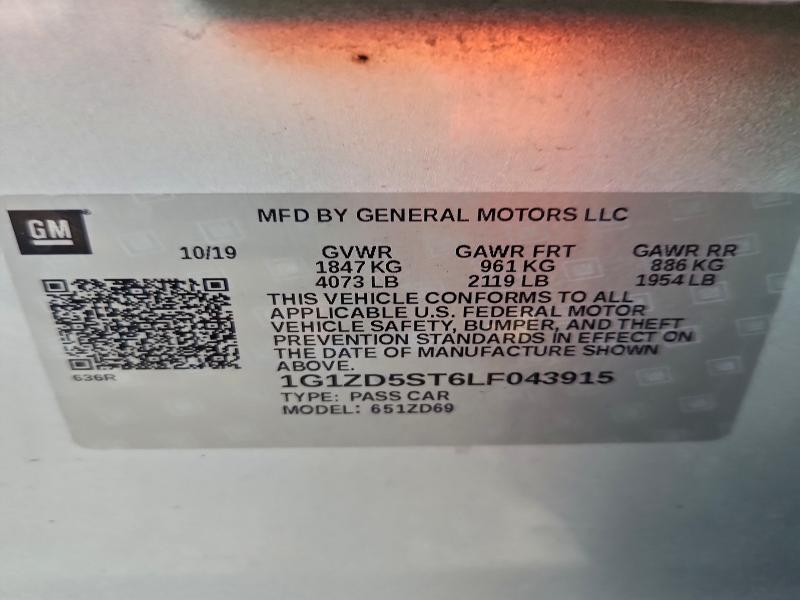 GM
MFD BY GENERAL MOTORS LLC
10/19 GVWR GAWR FRT GAWR RR
1847 KG 961 KG 886 KG
4073 LB 2119 LB 1954 LB
THIS VEHICLE CONFORMS TO ALL
APPLICABLE U.S. FEDERAL MOTOR
VEHICLE SAFETY, BUMPER, AND THEFT
PREVENTION STANDARDS IN EFFECT ON
THE DATE OF MANUFACTURE SHOWN
ABOVE.
636R
1G1ZD5ST6LF043915
TYPE: PASS CAR
MODEL: 651ZD69